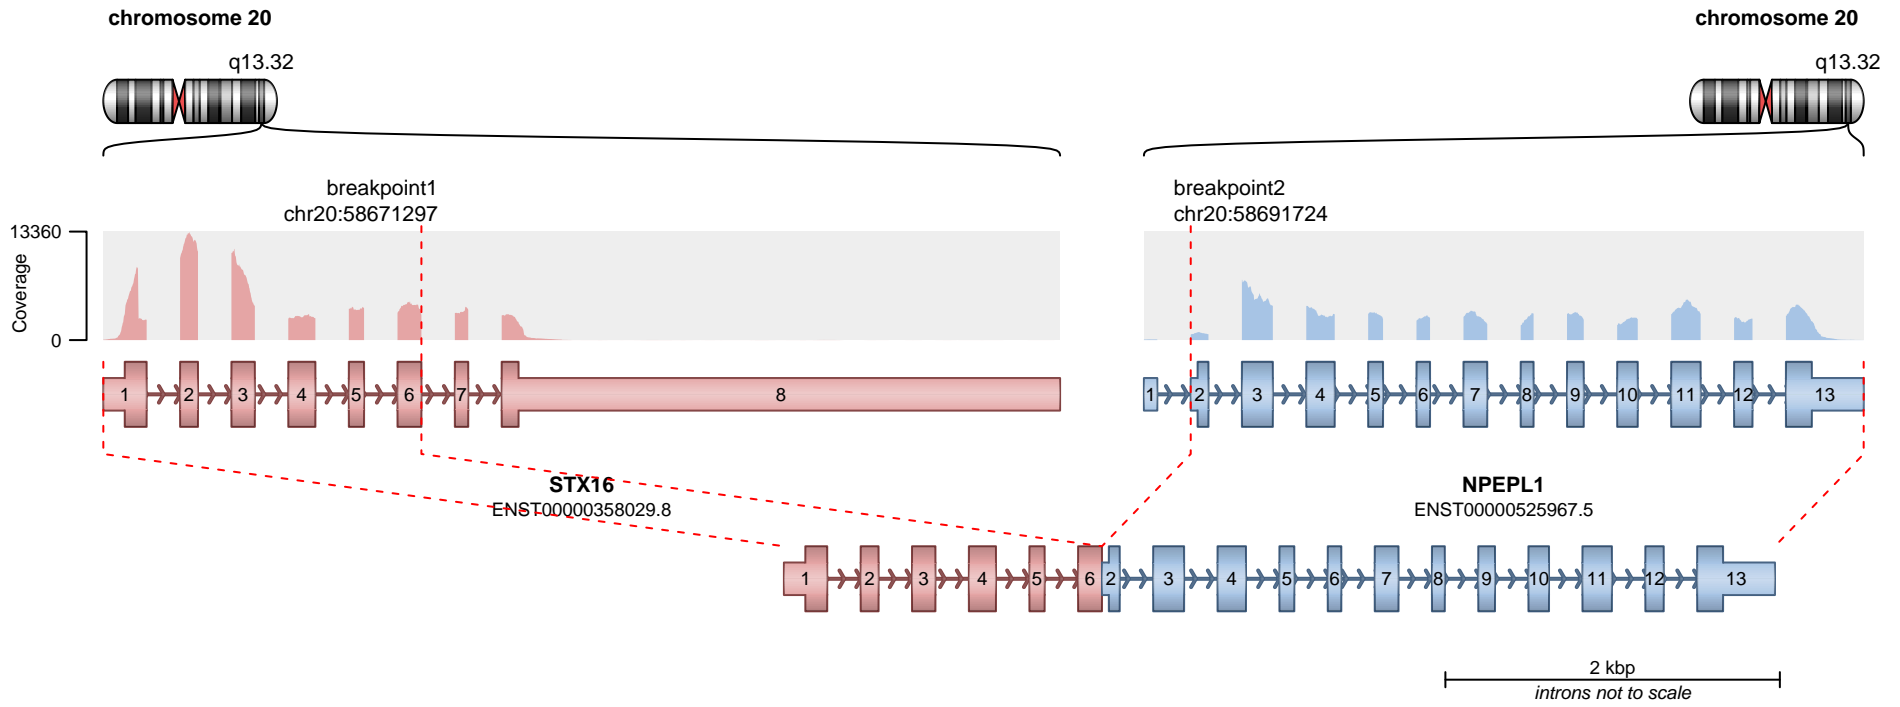 chromosome 20
chromosome 20
q13.32
q13.32
breakpoint1
chr20:58671297
breakpoint2
chr20:58691724
13360
Coverage
0
1 2 3 4 5 6 7 8
1 2 3 4 5 6 7 8 9 10 11 12 13
STX16
ENST00000358029.8
NPEPL1
ENST00000525967.5
1 2 3 4 5 6 2 3 4 5 6 7 8 9 10 11 12 13
2 kbp
introns not to scale